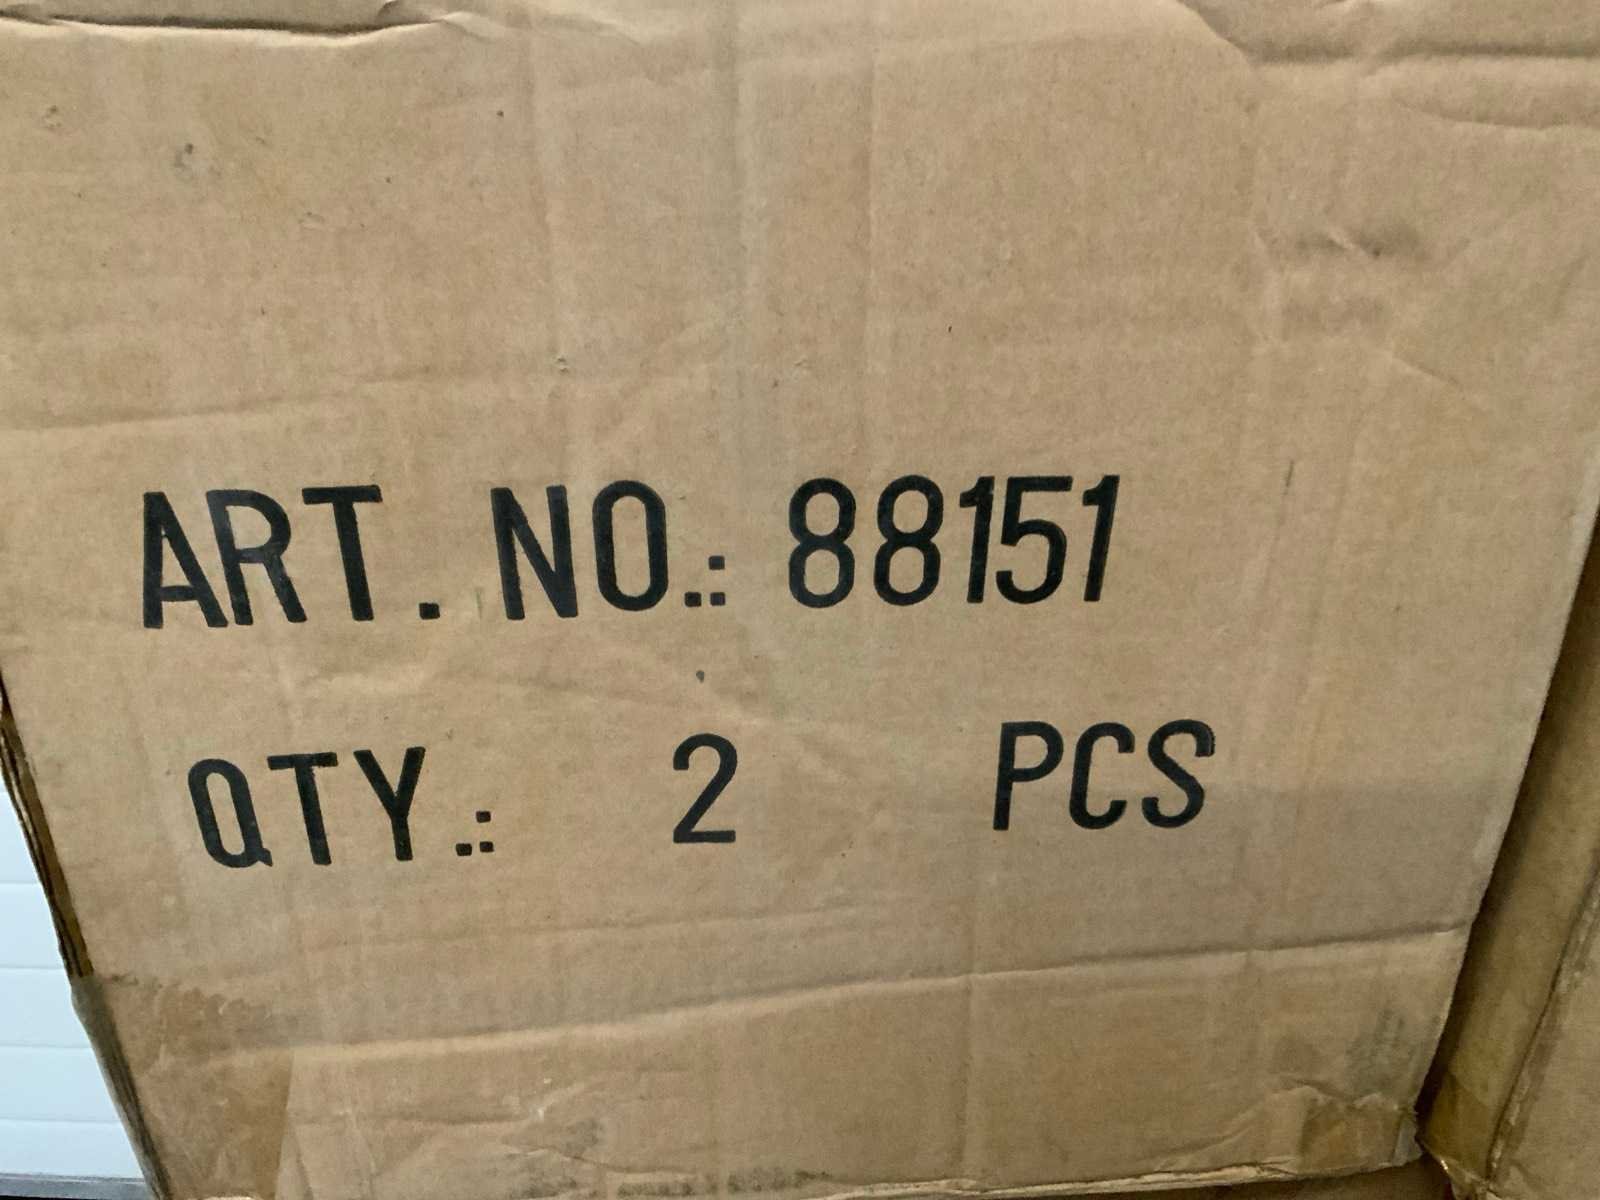 ART. NO.: 88151
QTY.: 2 PCS